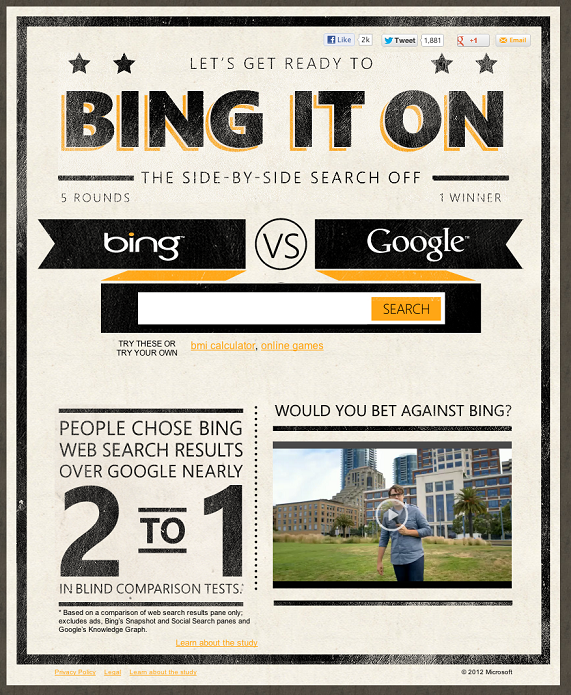 Like 2k Tweet 1,881 +1 Email
LET'S GET READY TO
BING IT ON
THE SIDE-BY-SIDE SEARCH OFF
5 ROUNDS 1 WINNER
bing™ VS Google™
SEARCH
TRY THESE OR
TRY YOUR OWN
bmi calculator, online games
PEOPLE CHOSE BING
WEB SEARCH RESULTS
OVER GOOGLE NEARLY
2 TO 1
IN BLIND COMPARISON TESTS.*
* Based on a comparison of web search results pane only;
excludes ads, Bing's Snapshot and Social Search panes and
Google's Knowledge Graph.
Learn about the study
WOULD YOU BET AGAINST BING?
Privacy Policy Legal Learn about the study © 2012 Microsoft